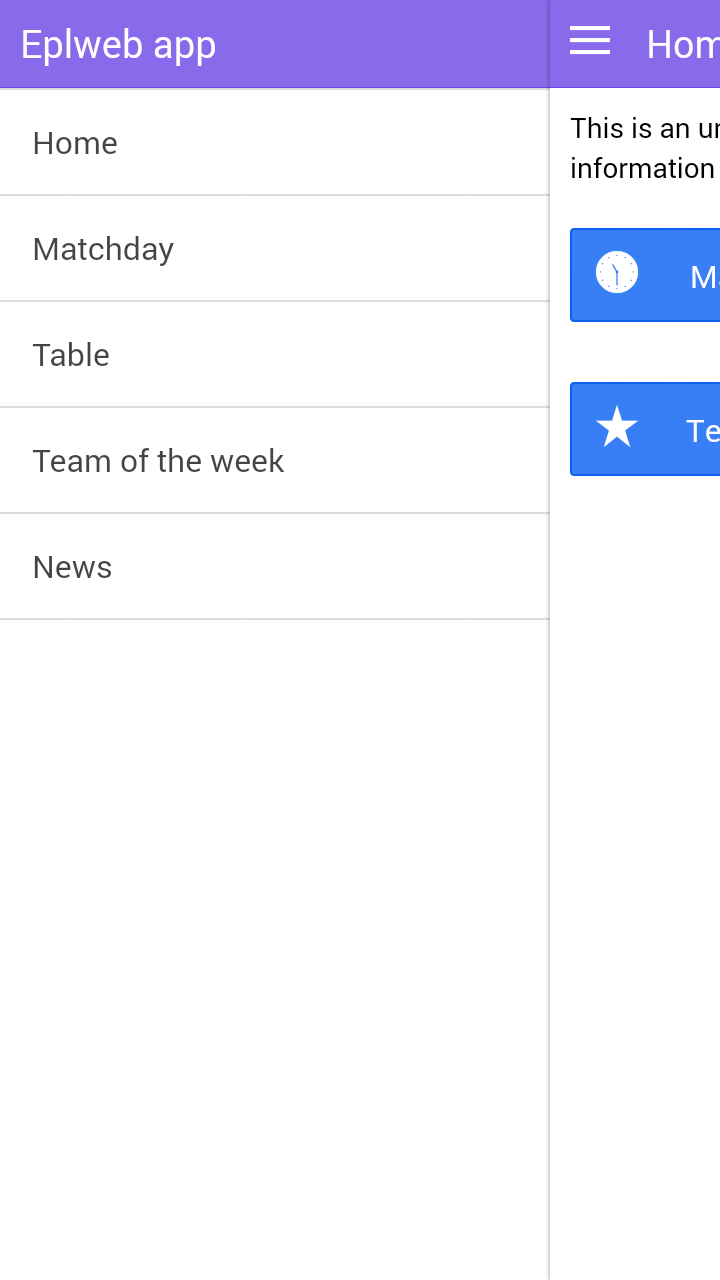 Eplweb app
Home
Matchday
Table
Team of the week
News
This is an
information